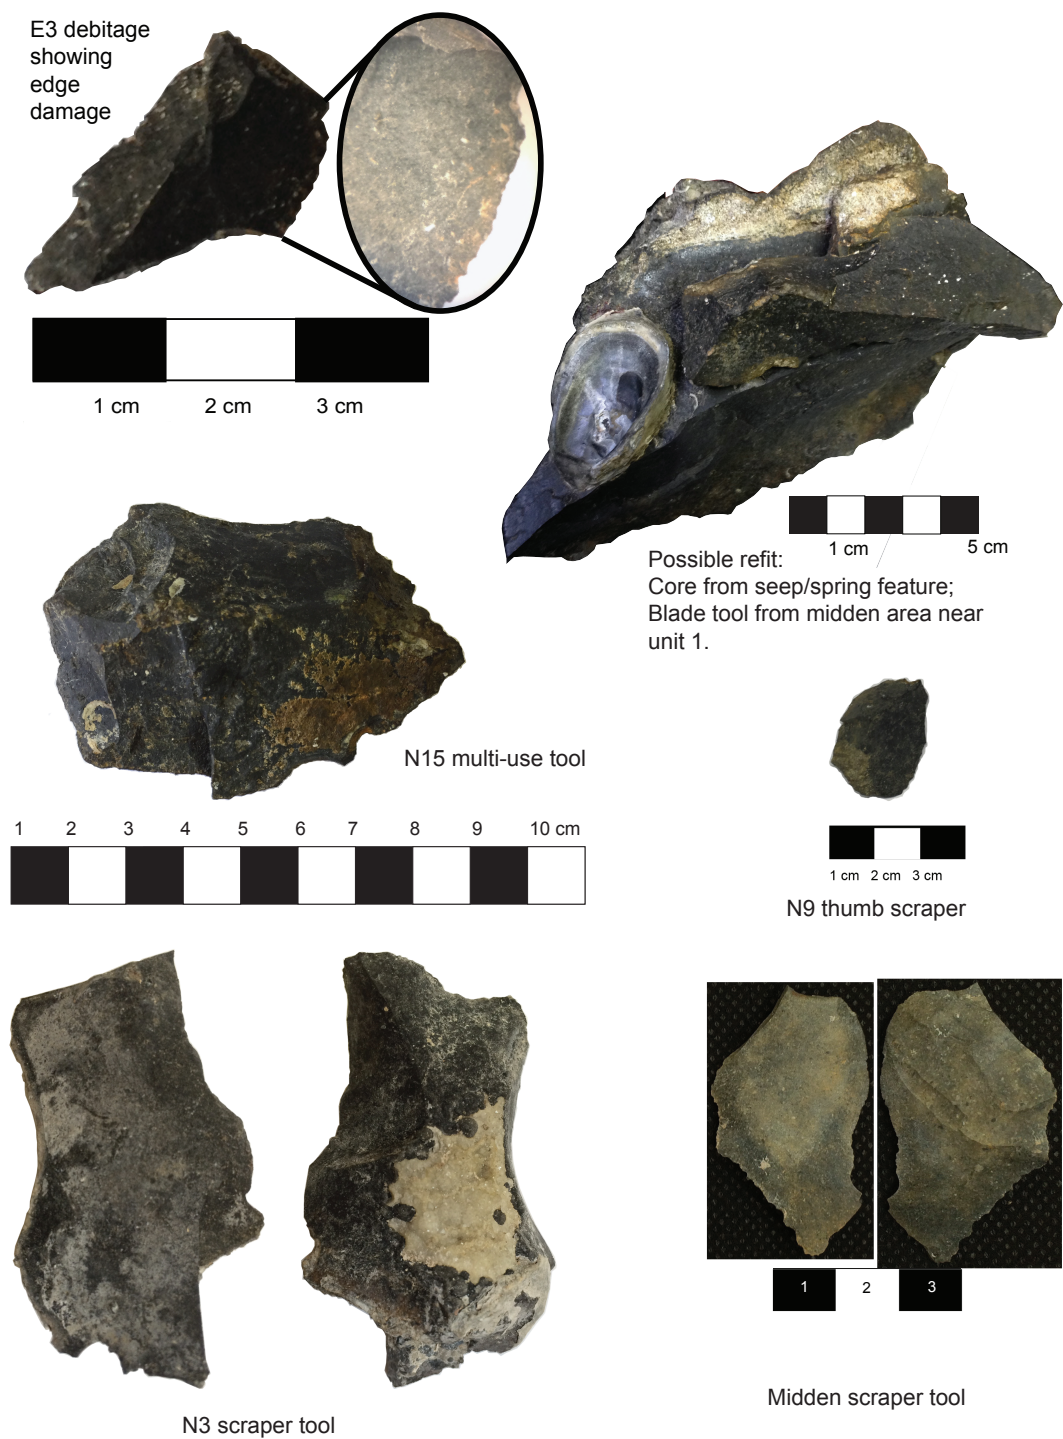 E3 debitage
showing
edge
damage
1 cm 2 cm 3 cm
1 cm 5 cm
Possible refit:
Core from seep/spring feature;
Blade tool from midden area near
unit 1.
N15 multi-use tool
1 2 3 4 5 6 7 8 9 10 cm
1 cm 2 cm 3 cm
N9 thumb scraper
1 2 3
Midden scraper tool
N3 scraper tool